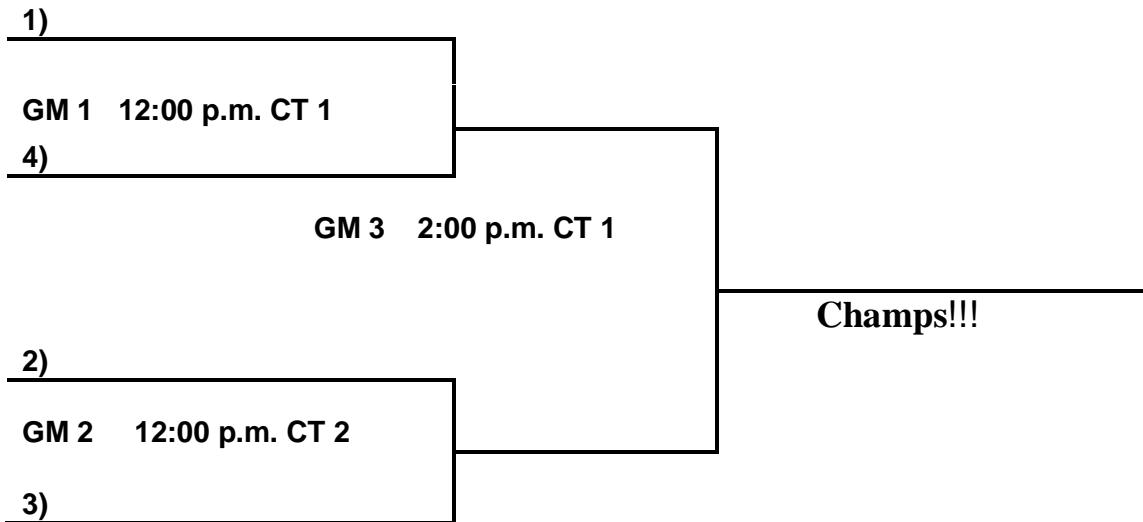 1)
GM 1 12:00 p.m. CT 1
4)
GM 3 2:00 p.m. CT 1
Champs!!!
2)
GM 2 12:00 p.m. CT 2
3)